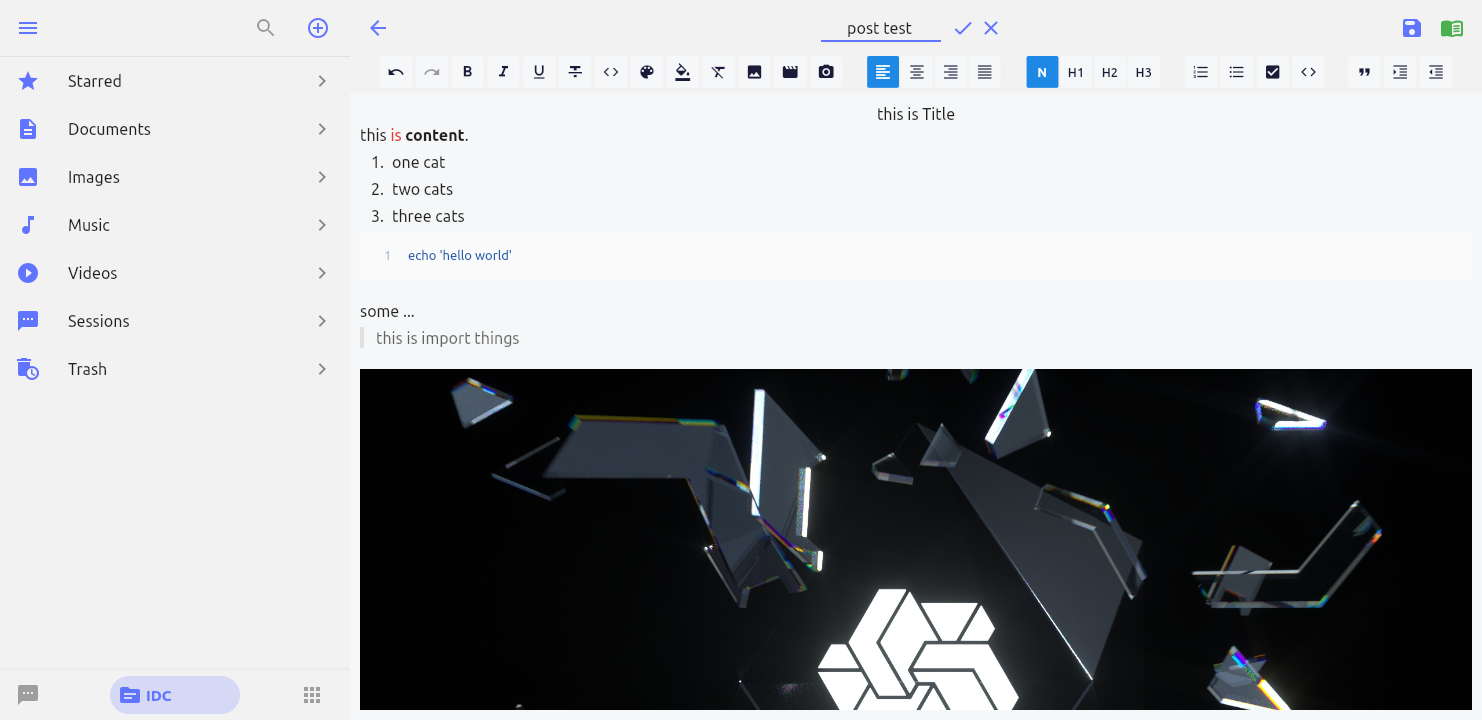 post test
Starred
Documents
Images
Music
Videos
Sessions
Trash
IDC
B I U N H1 H2 H3
this is Title
this is content.
1. one cat
2. two cats
3. three cats
1 echo 'hello world'
some ...
this is import things